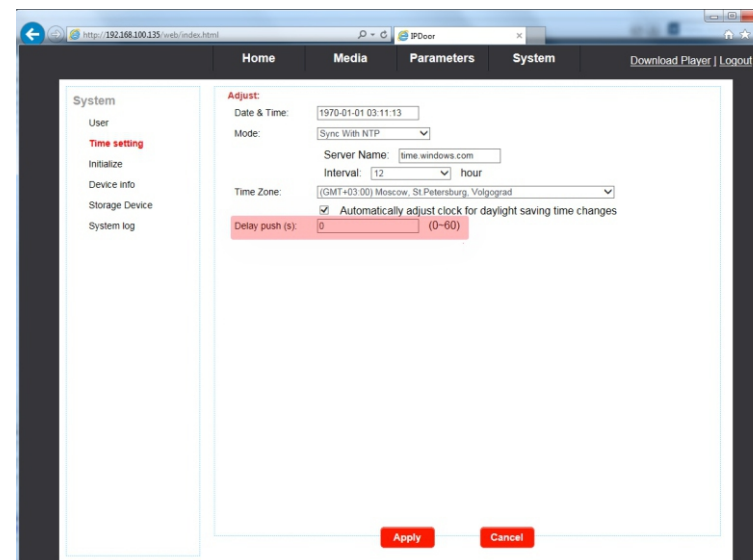 http://192.168.100.135/web/index.html
IPDoor
Home Media Parameters System
Download Player | Logout
System
User
Time setting
Initialize
Device info
Storage Device
System log
Adjust:
Date & Time: 1970-01-01 03:11:13
Mode: Sync With NTP
Server Name: time.windows.com
Interval: 12 hour
Time Zone: (GMT+03:00) Moscow, St.Petersburg, Volgograd
Automatically adjust clock for daylight saving time changes
Delay push (s): 0 (0~60)
Apply Cancel